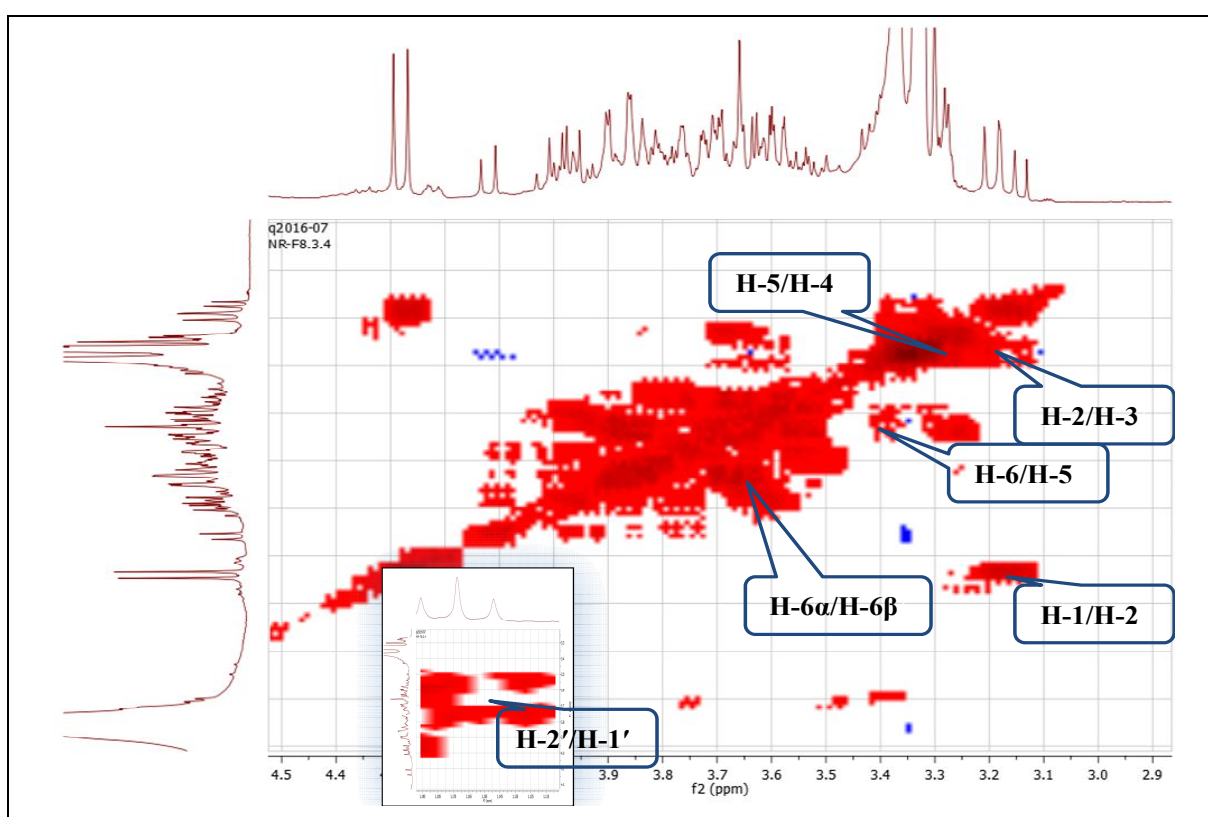 q2016-07
NR-F8.3.4
H-5/H-4
H-2/H-3
H-6/H-5
H-6α/H-6β
H-1/H-2
H-2′/H-1′
4.5 4.4 3.9 3.8 3.7 3.6 3.5 3.4 3.3 3.2 3.1 3.0 2.9
f2 (ppm)